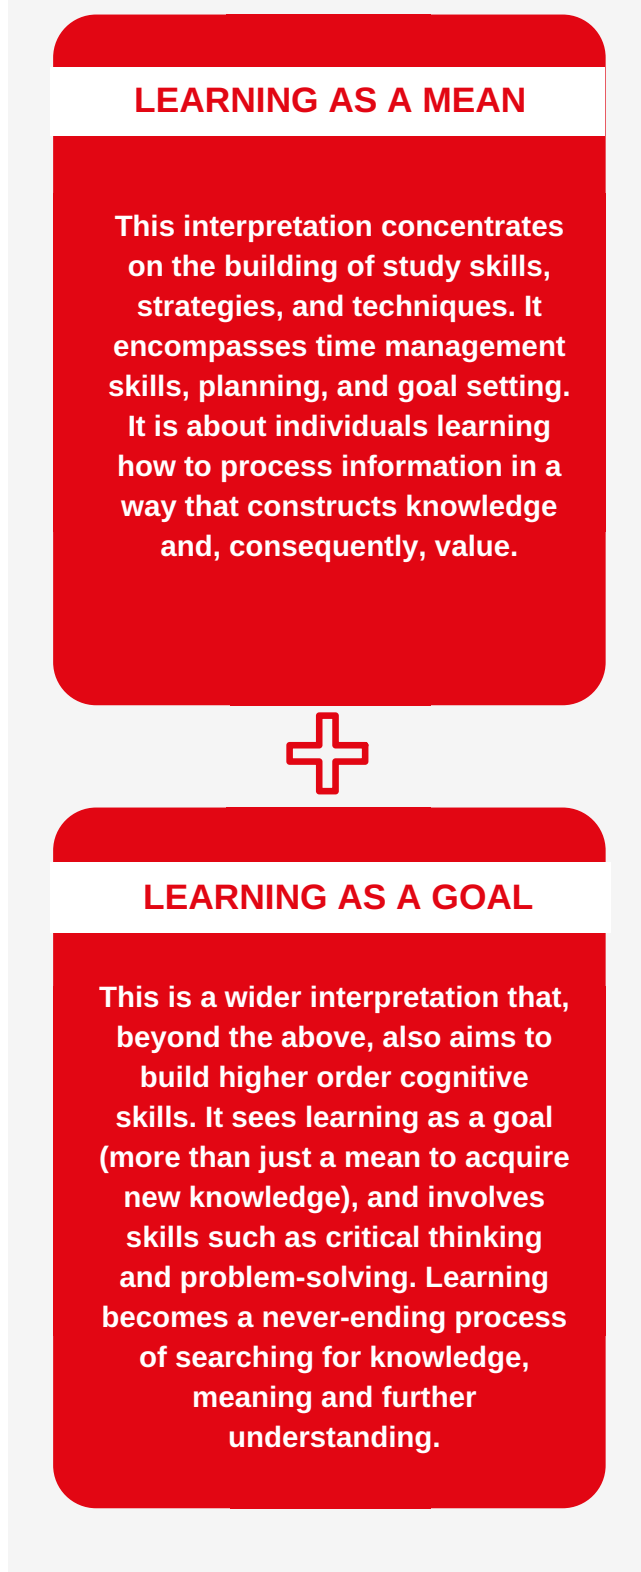 LEARNING AS A MEAN
This interpretation concentrates
on the building of study skills,
strategies, and techniques. It
encompasses time management
skills, planning, and goal setting.
It is about individuals learning
how to process information in a
way that constructs knowledge
and, consequently, value.
LEARNING AS A GOAL
This is a wider interpretation that,
beyond the above, also aims to
build higher order cognitive
skills. It sees learning as a goal
(more than just a mean to acquire
new knowledge), and involves
skills such as critical thinking
and problem-solving. Learning
becomes a never-ending process
of searching for knowledge,
meaning and further
understanding.